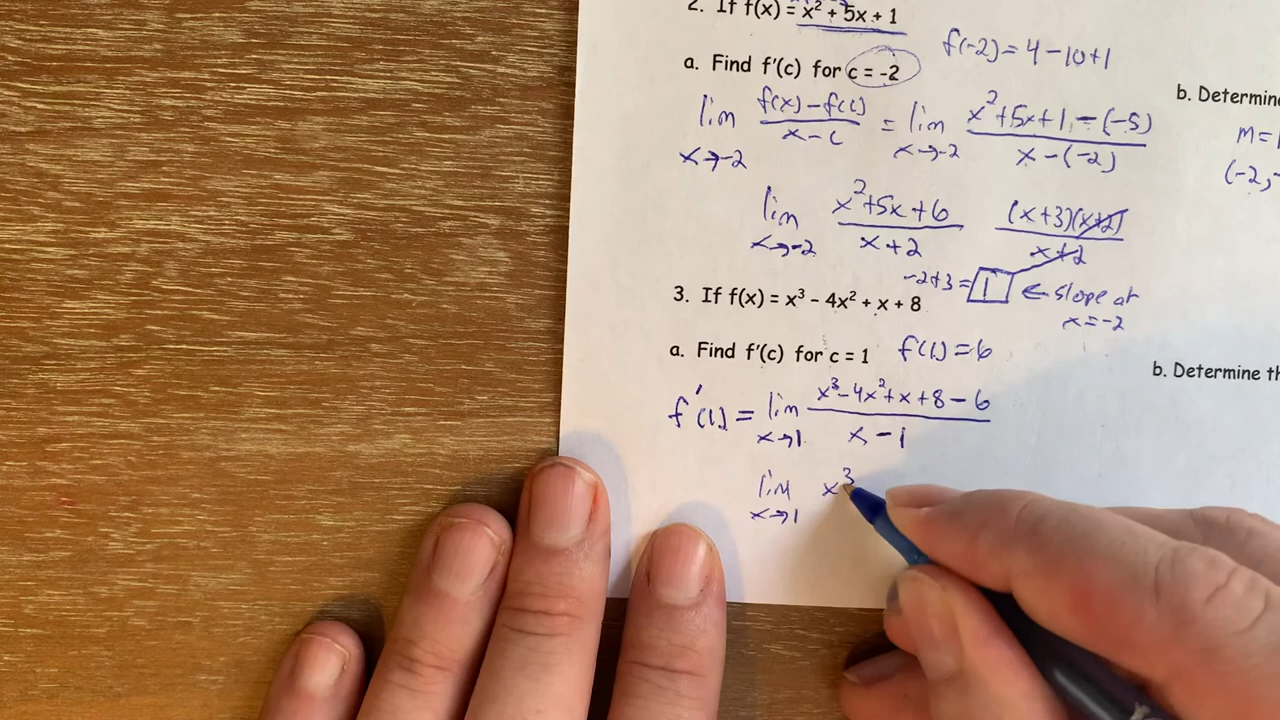 2. If f(x) = x² + 5x + 1
f(-2) = 4 - 10 + 1
a. Find f'(c) for c = -2
b. Determine
lim x→-2 (f(x) - f(c))/(x - c) = lim x→-2 (x² + 5x + 1 - (-5))/(x - (-2))
m = 1
(-2, -
lim x→-2 (x² + 5x + 6)/(x + 2) ((x+3)(x+2))/(x+2)
-2+3 = 1 ← slope at
x = -2
3. If f(x) = x³ - 4x² + x + 8
a. Find f'(c) for c = 1 f(1) = 6
b. Determine th
f'(1) = lim x→1 (x³ - 4x² + x + 8 - 6)/(x - 1)
lim x→1 x³